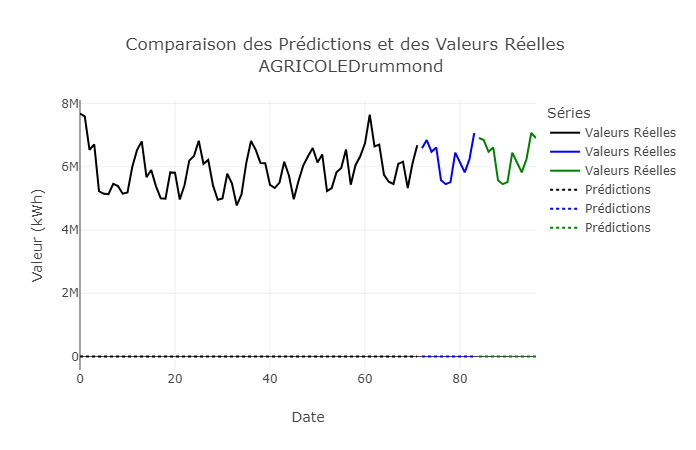 Comparaison des Prédictions et des Valeurs Réelles
AGRICOLEDrummond
Séries
Valeurs Réelles
Valeurs Réelles
Valeurs Réelles
Prédictions
Prédictions
Prédictions
Valeur (kWh)
8M
6M
4M
2M
0
0 20 40 60 80
Date